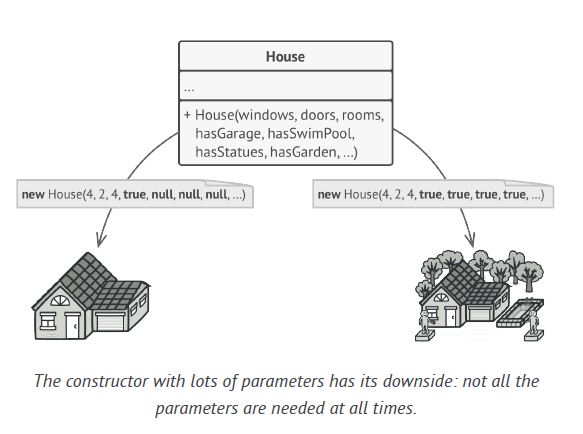 House
...
+ House(windows, doors, rooms,
hasGarage, hasSwimPool,
hasStatues, hasGarden, ...)
new House(4, 2, 4, true, null, null, null, ...)
new House(4, 2, 4, true, true, true, true, ...)
The constructor with lots of parameters has its downside: not all the
parameters are needed at all times.